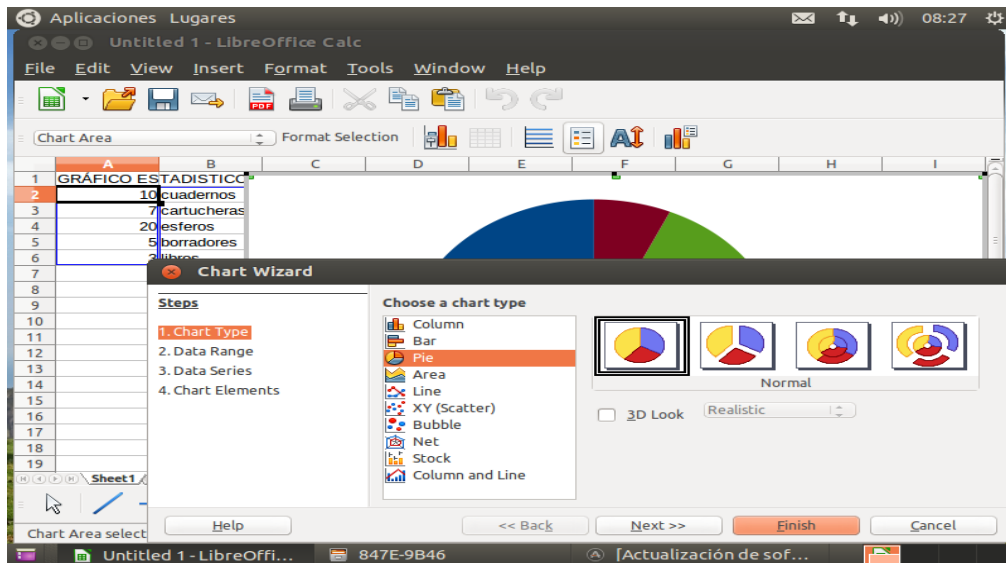 Aplicaciones Lugares 08:27
Untitled 1 - LibreOffice Calc
File Edit View Insert Format Tools Window Help
PDF
Chart Area Format Selection
A B C D E F G H I
1 GRÁFICO ESTADISTICO
2 10 cuadernos
3 7 cartucheras
4 20 esferos
5 5 borradores
6 libros
7
8
9
10
11
12
13
14
15
16
17
18
19
Chart Wizard
Steps
1. Chart Type
2. Data Range
3. Data Series
4. Chart Elements
Choose a chart type
Column
Bar
Pie
Area
Line
XY (Scatter)
Bubble
Net
Stock
Column and Line
Normal
3D Look Realistic
Sheet1
Help << Back Next >> Finish Cancel
Chart Area select
Untitled 1 - LibreOffi... 847E-9B46 [Actualización de sof...